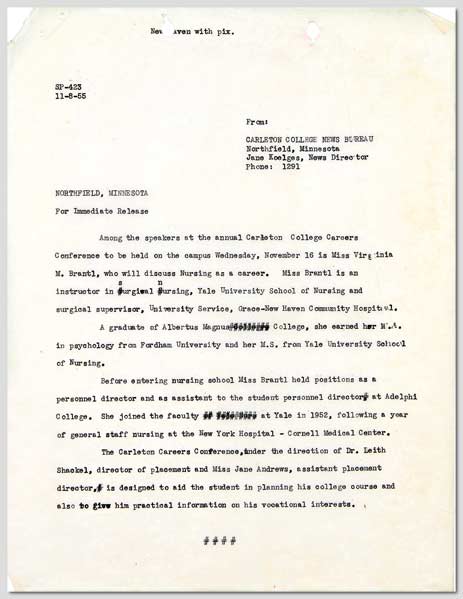 New Haven with pix.
SP-423
11-8-55
From:
CARLETON COLLEGE NEWS BUREAU
Northfield, Minnesota
Jane Koelges, News Director
Phone: 1291
NORTHFIELD, MINNESOTA
For Immediate Release
Among the speakers at the annual Carleton College Careers
Conference to be held on the campus Wednesday, November 16 is Miss Virginia
M. Brantl, who will discuss Nursing as a career. Miss Brantl is an
instructor in surgical nursing, Yale University School of Nursing and
surgical supervisor, University Service, Grace-New Haven Community Hospital.
A graduate of Albertus Magnus College, she earned her M.A.
in psychology from Fordham University and her M.S. from Yale University School
of Nursing.
Before entering nursing school Miss Brantl held positions as a
personnel director and as assistant to the student personnel director at Adelphi
College. She joined the faculty at Yale in 1952, following a year
of general staff nursing at the New York Hospital - Cornell Medical Center.
The Carleton Careers Conference, under the direction of Dr. Leith
Shackel, director of placement and Miss Jane Andrews, assistant placement
director, is designed to aid the student in planning his college course and
also to give him practical information on his vocational interests.
####